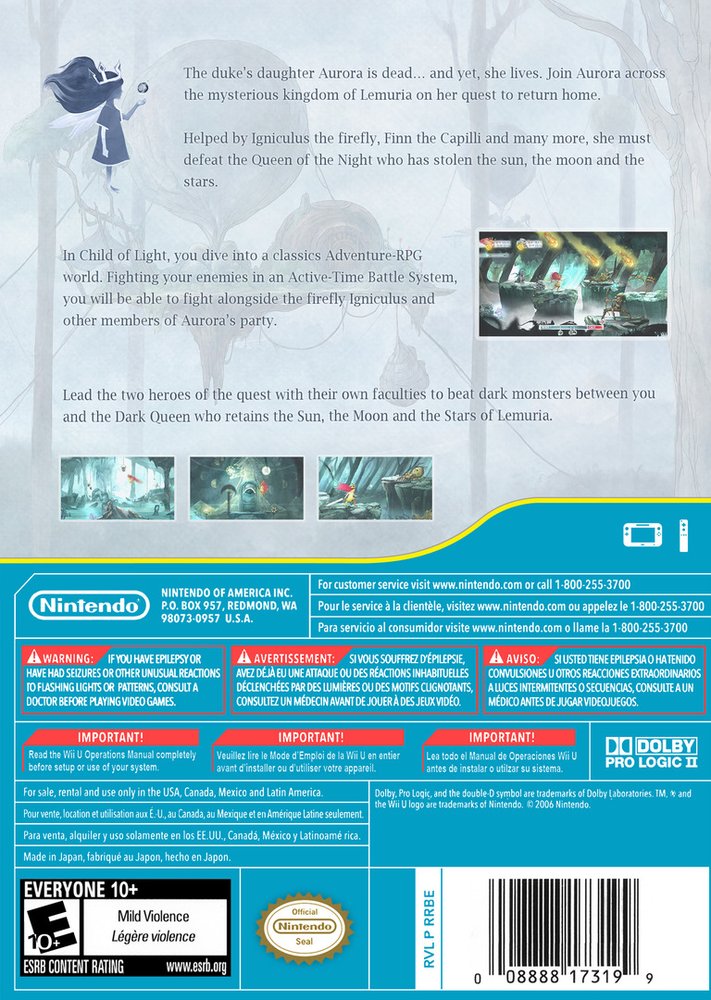 The duke's daughter Aurora is dead... and yet, she lives. Join Aurora across
the mysterious kingdom of Lemuria on her quest to return home.
Helped by Igniculus the firefly, Finn the Capilli and many more, she must
defeat the Queen of the Night who has stolen the sun, the moon and the
stars.
In Child of Light, you dive into a classics Adventure-RPG
world. Fighting your enemies in an Active-Time Battle System,
you will be able to fight alongside the firefly Igniculus and
other members of Aurora's party.
Lead the two heroes of the quest with their own faculties to beat dark monsters between you
and the Dark Queen who retains the Sun, the Moon and the Stars of Lemuria.
Nintendo
NINTENDO OF AMERICA INC.
P.O. BOX 957, REDMOND, WA
98073-0957 U.S.A.
For customer service visit www.nintendo.com or call 1-800-255-3700
Pour le service à la clientèle, visitez www.nintendo.com ou appelez le 1-800-255-3700
Para servicio al consumidor visite www.nintendo.com o llame la 1-800-255-3700
WARNING: IF YOU HAVE EPILEPSY OR
HAVE HAD SEIZURES OR OTHER UNUSUAL REACTIONS
TO FLASHING LIGHTS OR PATTERNS, CONSULT A
DOCTOR BEFORE PLAYING VIDEO GAMES.
AVERTISSEMENT: SI VOUS SOUFFREZ D'ÉPILEPSIE,
AVEZ DÉJÀ EU UNE ATTAQUE OU DES RÉACTIONS INHABITUELLES
DÉCLENCHÉES PAR DES LUMIÈRES OU DES MOTIFS CLIGNOTANTS,
CONSULTEZ UN MÉDECIN AVANT DE JOUER À DES JEUX VIDÉO.
AVISO: SI USTED TIENE EPILEPSIA O HA TENIDO
CONVULSIONES U OTROS REACCIONES EXTRAORDINARIOS
A LUCES INTERMITENTES O SECUENCIAS, CONSULTE A UN
MÉDICO ANTES DE JUGAR VIDEOJUEGOS.
IMPORTANT!
Read the Wii U Operations Manual completely
before setup or use of your system.
IMPORTANT!
Veuillez lire le Mode d'Emploi de la Wii U en entier
avant d'installer ou d'utiliser votre appareil.
IMPORTANT!
Lea todo el Manual de Operaciones Wii U
antes de instalar o utilzar su sistema.
DOLBY
PRO LOGIC II
For sale, rental and use only in the USA, Canada, Mexico and Latin America.
Pour vente, location et utilisation aux É.-U., au Canada, au Mexique et en Amérique Latine seulement.
Para venta, alquiler y uso solamente en los EE.UU., Canadá, México y Latinoamé rica.
Made in Japan, fabriqué au Japon, hecho en Japon.
Dolby, Pro Logic, and the double-D symbol are trademarks of Dolby Laboratories. TM, ® and
the Wii U logo are trademarks of Nintendo. © 2006 Nintendo.
EVERYONE 10+
E
10+
Mild Violence
Légère violence
ESRB CONTENT RATING www.esrb.org
Official
Nintendo
Seal
RVL P RRBE
0 08888 17319 9